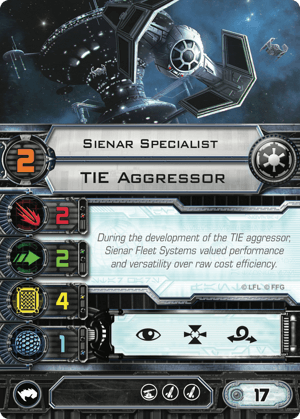 Sienar Specialist
2
TIE Aggressor
2
2
4
1
During the development of the TIE aggressor,
Sienar Fleet Systems valued performance
and versatility over raw cost efficiency.
© LFL © FFG
17